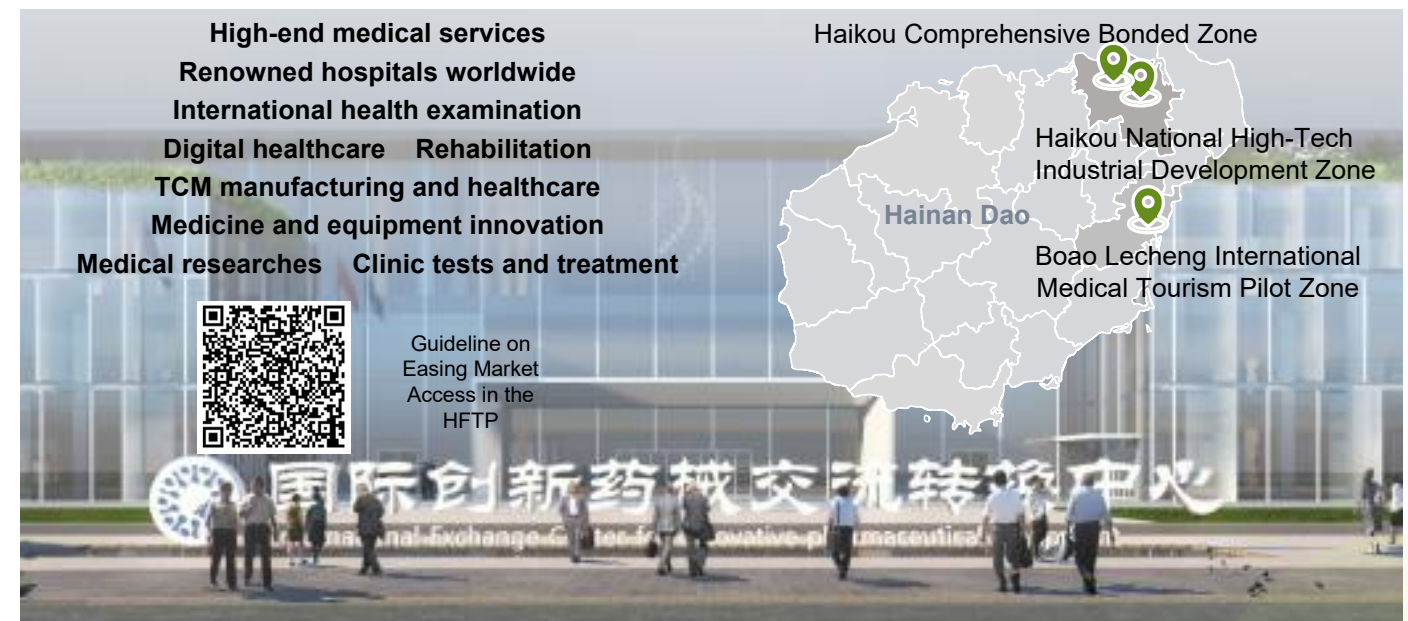 High-end medical services
Renowned hospitals worldwide
International health examination
Digital healthcare Rehabilitation
TCM manufacturing and healthcare
Medicine and equipment innovation
Medical researches Clinic tests and treatment
Guideline on
Easing Market
Access in the
HFTP
Haikou Comprehensive Bonded Zone
Haikou National High-Tech
Industrial Development Zone
Hainan Dao
Boao Lecheng International
Medical Tourism Pilot Zone
国际创新药械交流转换中心